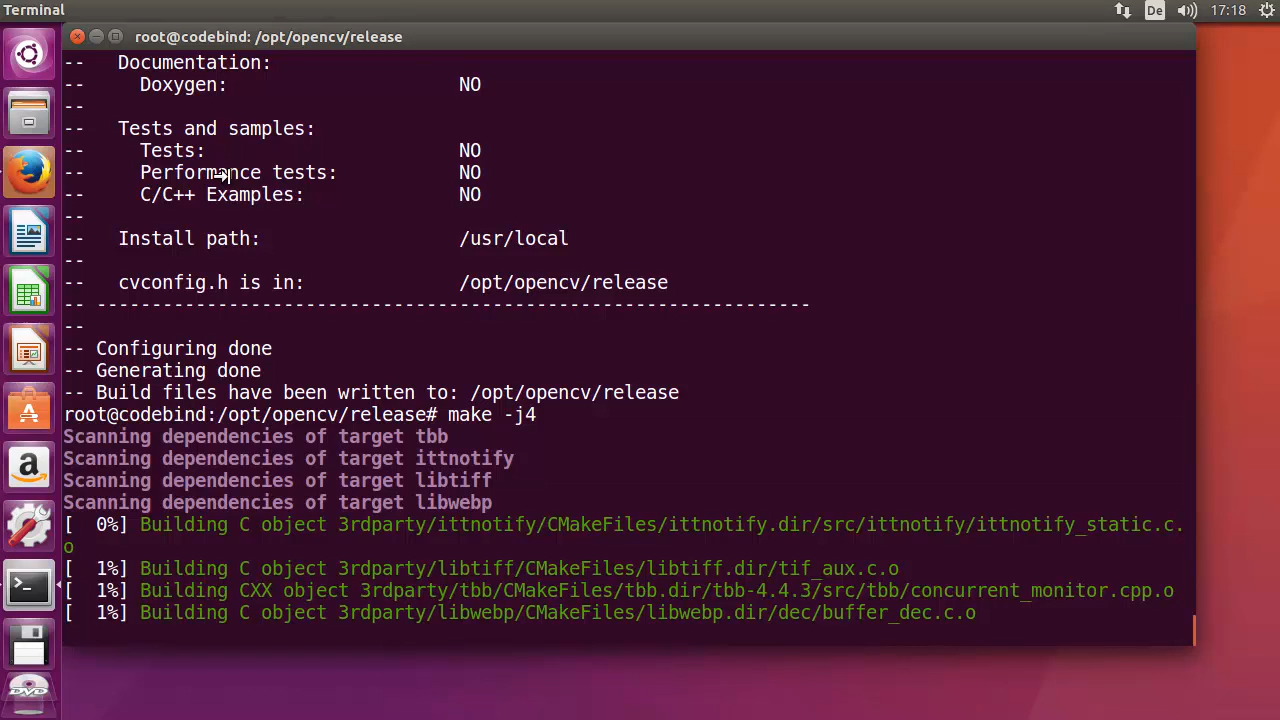 Terminal
De
17:18
root@codebind: /opt/opencv/release
--   Documentation:
--     Doxygen:                     NO
--
--   Tests and samples:
--     Tests:                       NO
--     Performance tests:           NO
--     C/C++ Examples:              NO
--
--   Install path:                  /usr/local
--
--   cvconfig.h is in:              /opt/opencv/release
-- -----------------------------------------------------------------
--
-- Configuring done
-- Generating done
-- Build files have been written to: /opt/opencv/release
root@codebind:/opt/opencv/release# make -j4
Scanning dependencies of target tbb
Scanning dependencies of target ittnotify
Scanning dependencies of target libtiff
Scanning dependencies of target libwebp
[  0%] Building C object 3rdparty/ittnotify/CMakeFiles/ittnotify.dir/src/ittnotify/ittnotify_static.c.
o
[  1%] Building C object 3rdparty/libtiff/CMakeFiles/libtiff.dir/tif_aux.c.o
[  1%] Building CXX object 3rdparty/tbb/CMakeFiles/tbb.dir/tbb-4.4.3/src/tbb/concurrent_monitor.cpp.o
[  1%] Building C object 3rdparty/libwebp/CMakeFiles/libwebp.dir/dec/buffer_dec.c.o